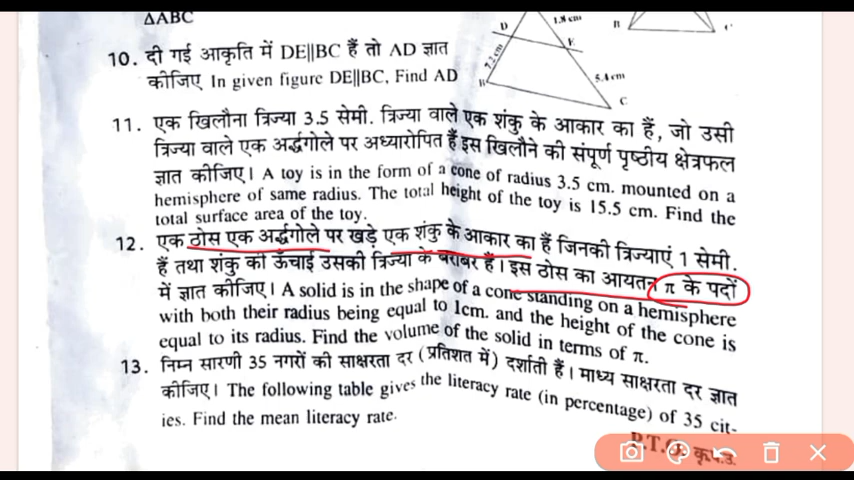 ΔABC
1.8 cm
D
E
7.2 cm
5.4 cm
B
C
B
C
10. दी गई आकृति में DE||BC हैं तो AD ज्ञात
कीजिए In given figure DE||BC, Find AD
11. एक खिलौना त्रिज्या 3.5 सेमी. त्रिज्या वाले एक शंकु के आकार का हैं, जो उसी
त्रिज्या वाले एक अर्द्धगोले पर अध्यारोपित हैं इस खिलौने की संपूर्ण पृष्ठीय क्षेत्रफल
ज्ञात कीजिए। A toy is in the form of a cone of radius 3.5 cm. mounted on a
hemisphere of same radius. The total height of the toy is 15.5 cm. Find the
total surface area of the toy.
12. एक ठोस एक अर्द्धगोले पर खड़े एक शंकु के आकार का हैं जिनकी त्रिज्याएं 1 सेमी.
हैं तथा शंकु की ऊँचाई उसकी त्रिज्या के बराबर हैं। इस ठोस का आयतन π के पदों
में ज्ञात कीजिए। A solid is in the shape of a cone standing on a hemisphere
with both their radius being equal to 1cm. and the height of the cone is
equal to its radius. Find the volume of the solid in terms of π.
13. निम्न सारणी 35 नगरों की साक्षरता दर (प्रतिशत में) दर्शाती हैं। माध्य साक्षरता दर ज्ञात
कीजिए। The following table gives the literacy rate (in percentage) of 35 cit-
ies. Find the mean literacy rate.
P.T.O.